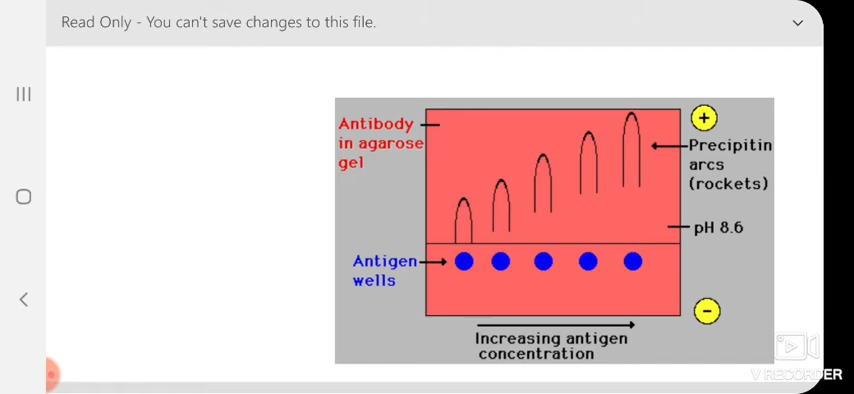 Read Only - You can't save changes to this file.
Antibody
in agarose
gel
+
Precipitin
arcs
(rockets)
pH 8.6
Antigen
wells
-
Increasing antigen
concentration
V RECORDER